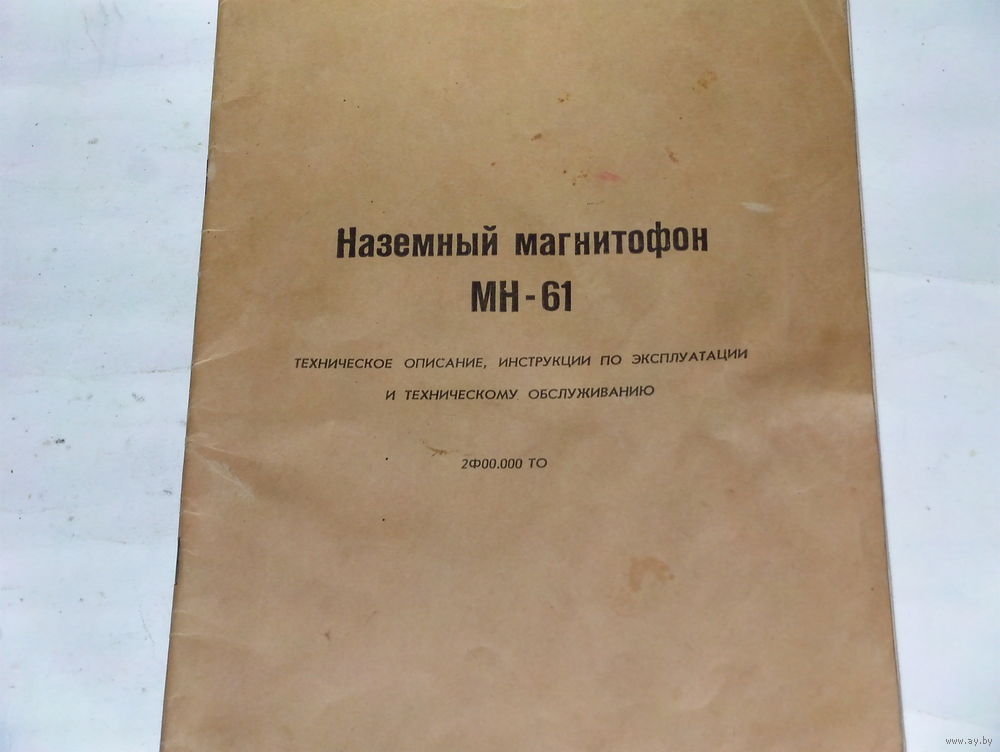 Наземный магнитофон
МН-61
ТЕХНИЧЕСКОЕ ОПИСАНИЕ, ИНСТРУКЦИИ ПО ЭКСПЛУАТАЦИИ
И ТЕХНИЧЕСКОМУ ОБСЛУЖИВАНИЮ
2Ф00.000 ТО
www.ay.by